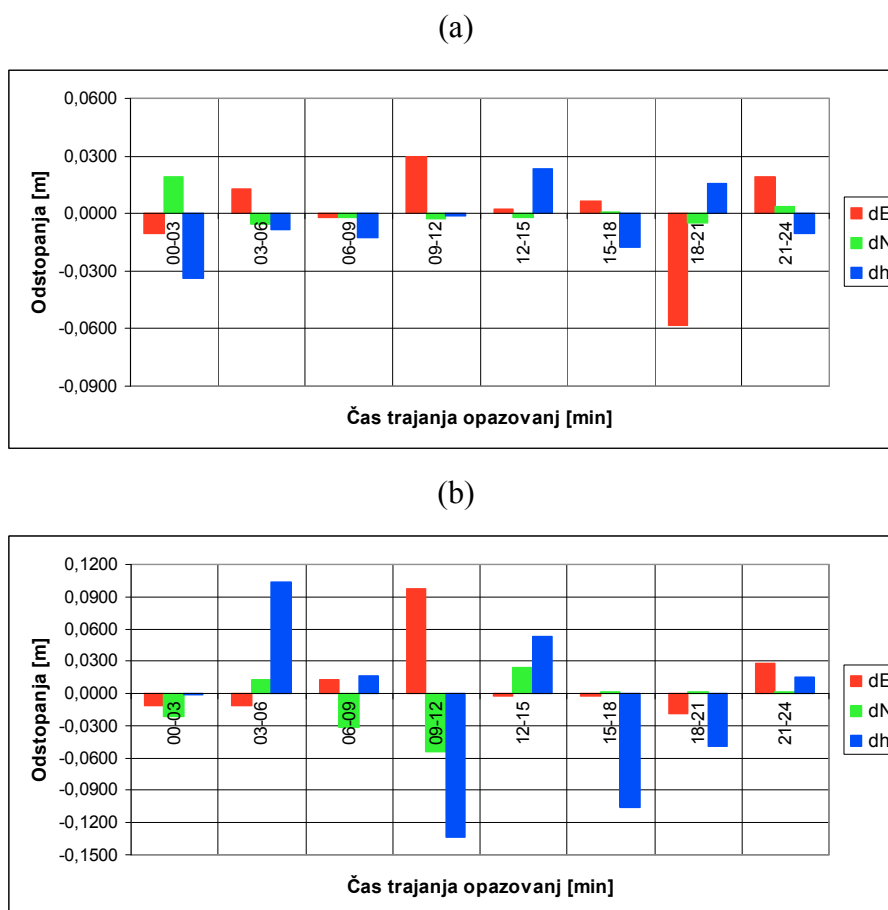 (a)
0,0600
0,0300
0,0000
-0,0300
-0,0600
-0,0900
Odstopanja [m]
00-03
03-06
06-09
09-12
12-15
15-18
18-21
21-24
Čas trajanja opazovanj [min]
dE
dN
dh
(b)
0,1200
0,0900
0,0600
0,0300
0,0000
-0,0300
-0,0600
-0,0900
-0,1200
-0,1500
Odstopanja [m]
00-03
03-06
06-09
09-12
12-15
15-18
18-21
21-24
Čas trajanja opazovanj [min]
dE
dN
dh